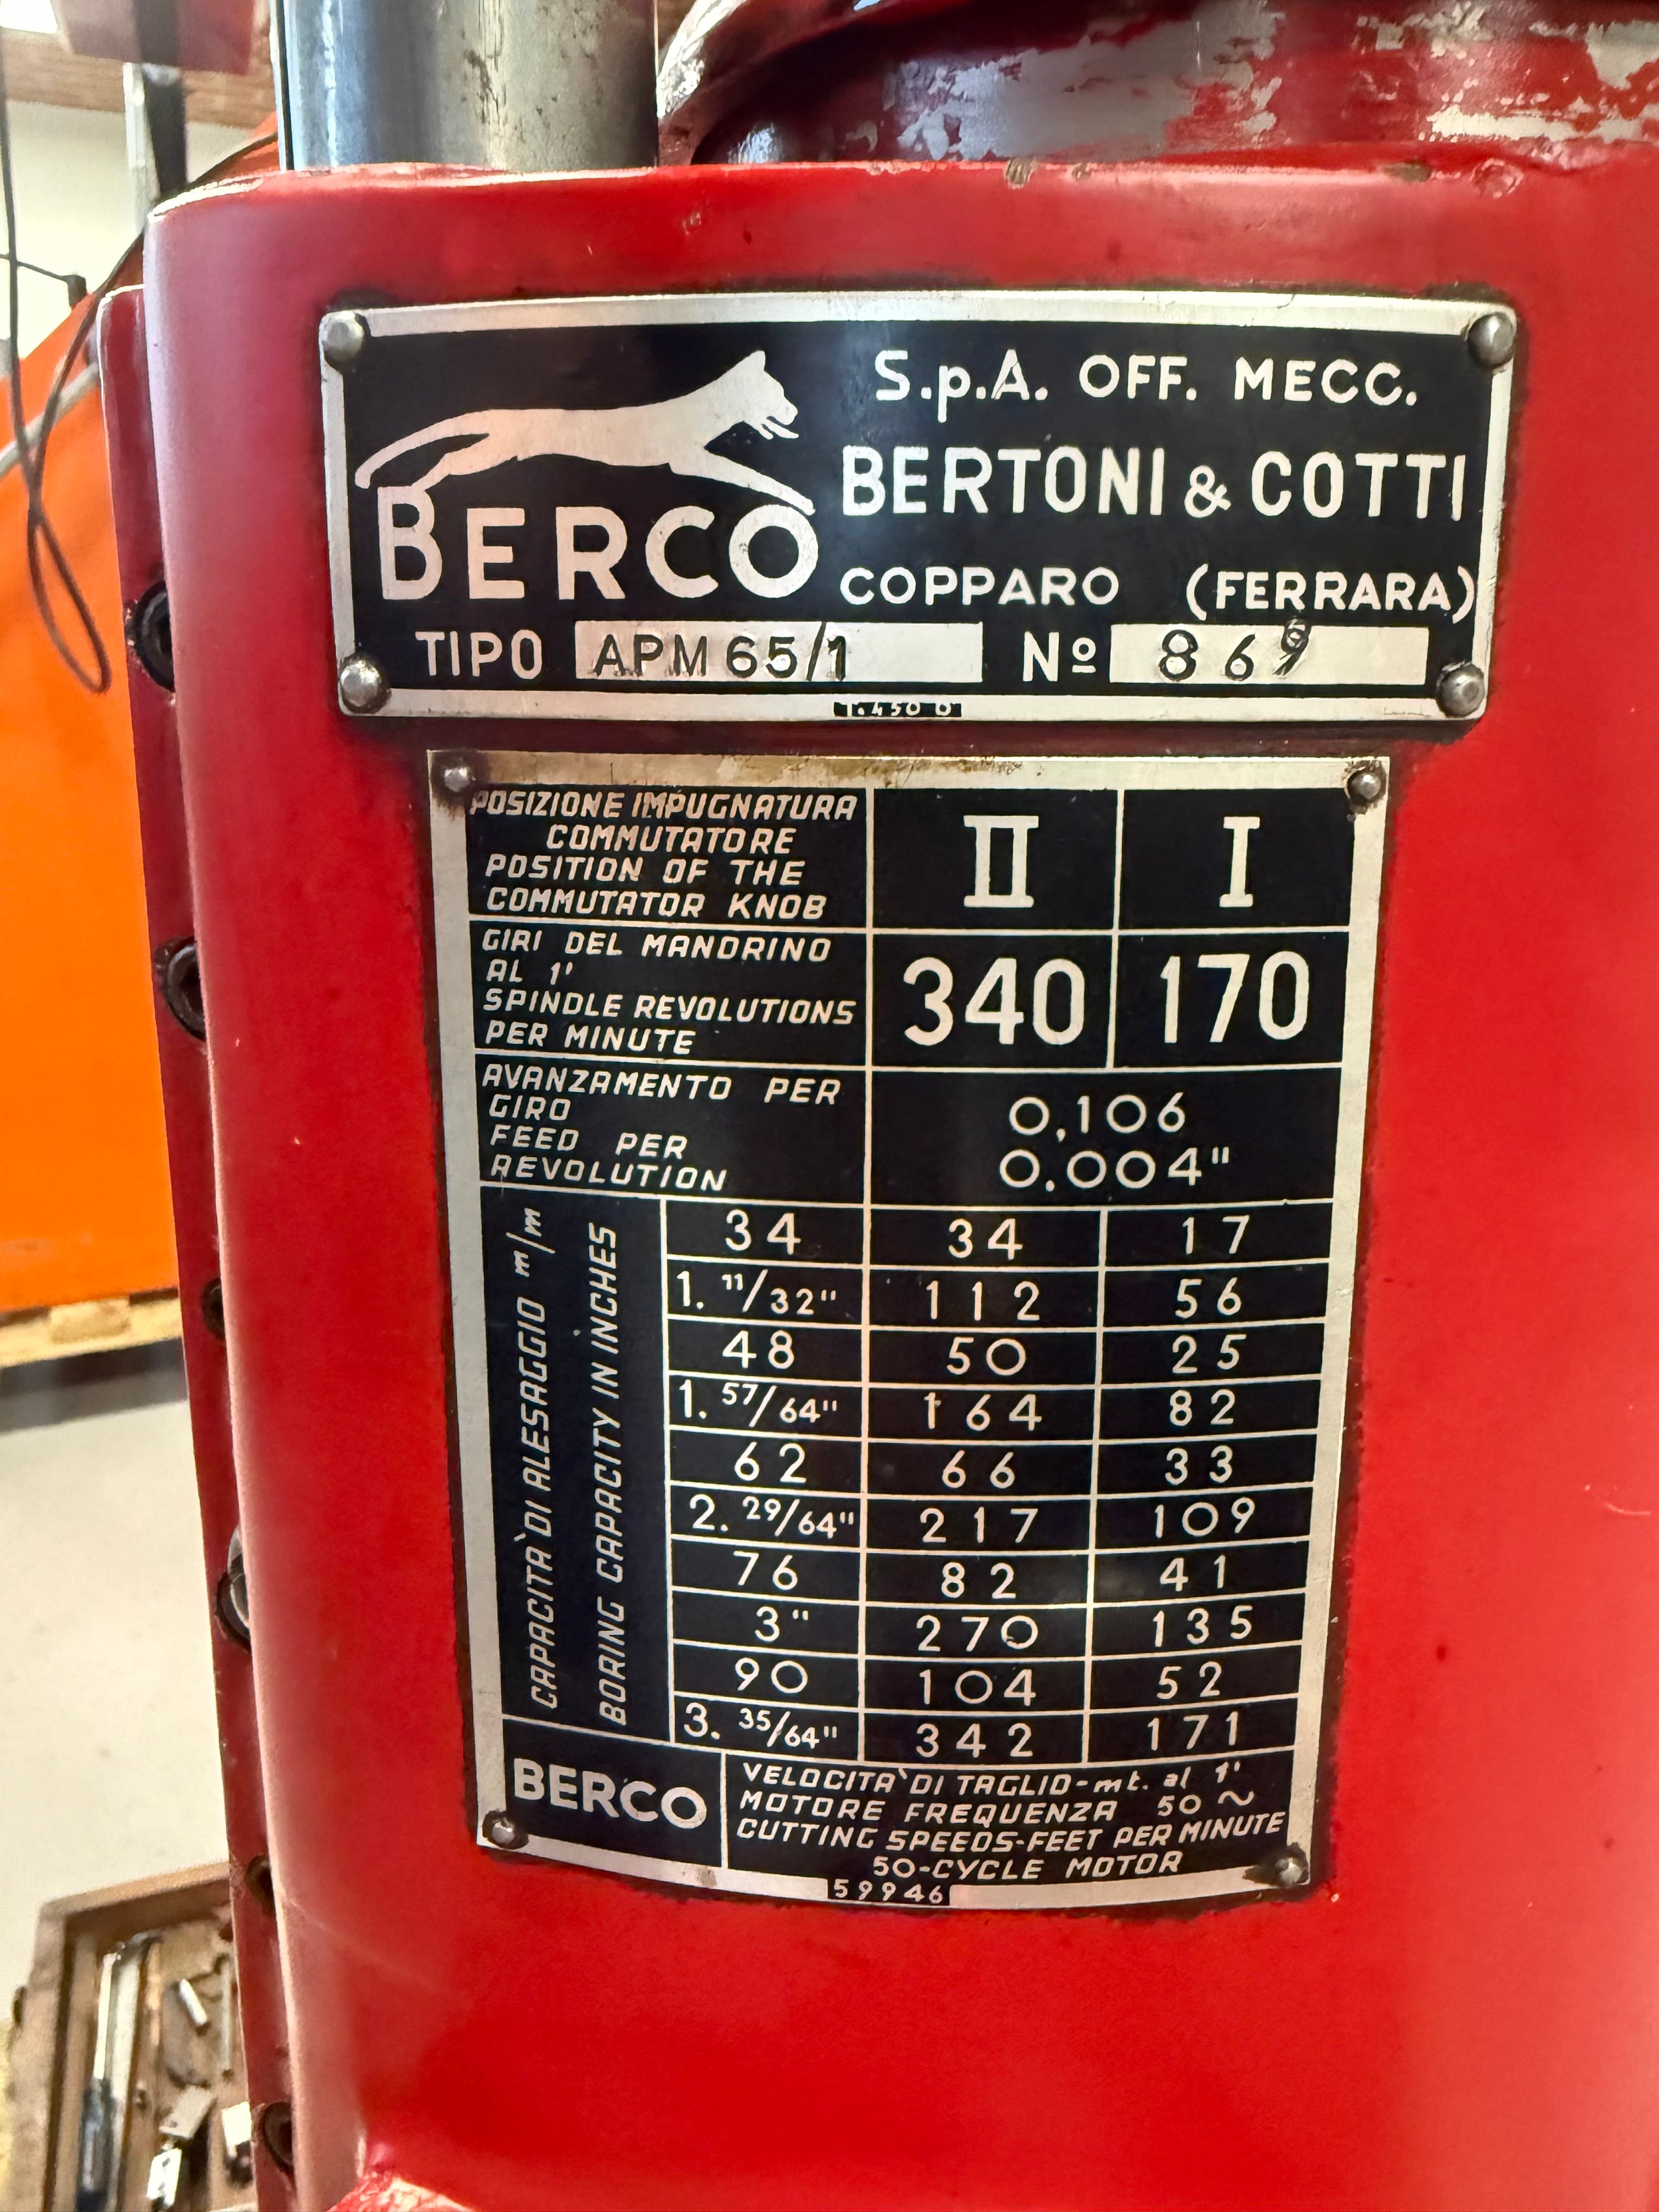 S.p.A. OFF. MECC.
BERCO
BERTONI & COTTI
COPPARO (FERRARA)
TIPO APM 65/1 Nº
POSIZIONE IMPUGNATURA
COMMUTATORE
POSITION OF THE
COMMUTATOR KNOB
II I
GIRI DEL MANDRINO
AL 1'
SPINDLE REVOLUTIONS
PER MINUTE
340 170
AVANZAMENTO PER
GIRO
FEED PER
REVOLUTION
0,106
0.004"
CAPACITÀ DI ALESAGGIO m/m
BORING CAPACITY IN INCHES
34 34 17
1. 11/32" 112 56
48 50 25
1. 57/64" 164 82
62 66 33
2. 29/64" 217 109
76 82 41
3" 270 135
90 104 52
3. 35/64" 342 171
BERCO
VELOCITÀ DI TAGLIO-mt. al 1'
MOTORE FREQUENZA 50 ~
CUTTING SPEEDS-FEET PER MINUTE
50-CYCLE MOTOR
59946